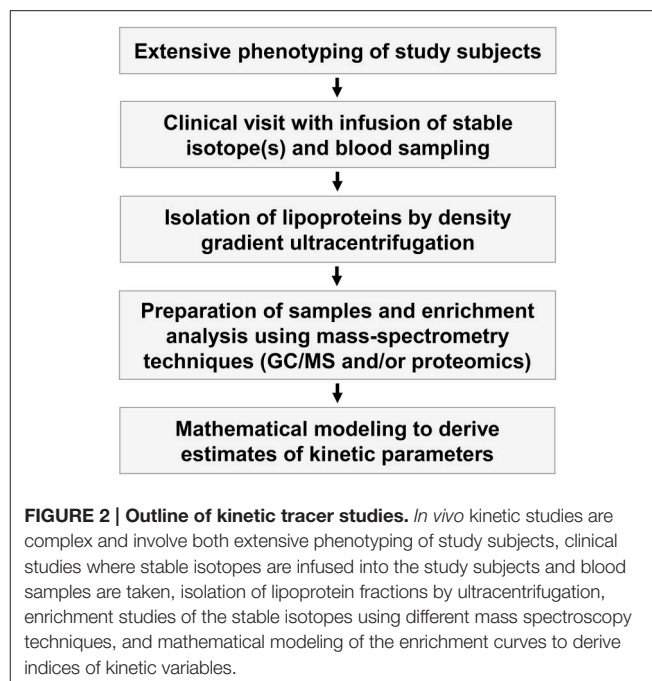 Extensive phenotyping of study subjects
Clinical visit with infusion of stable
isotope(s) and blood sampling
Isolation of lipoproteins by density
gradient ultracentrifugation
Preparation of samples and enrichment
analysis using mass-spectrometry
techniques (GC/MS and/or proteomics)
Mathematical modeling to derive
estimates of kinetic parameters
FIGURE 2 | Outline of kinetic tracer studies. In vivo kinetic studies are
complex and involve both extensive phenotyping of study subjects, clinical
studies where stable isotopes are infused into the study subjects and blood
samples are taken, isolation of lipoprotein fractions by ultracentrifugation,
enrichment studies of the stable isotopes using different mass spectroscopy
techniques, and mathematical modeling of the enrichment curves to derive
indices of kinetic variables.